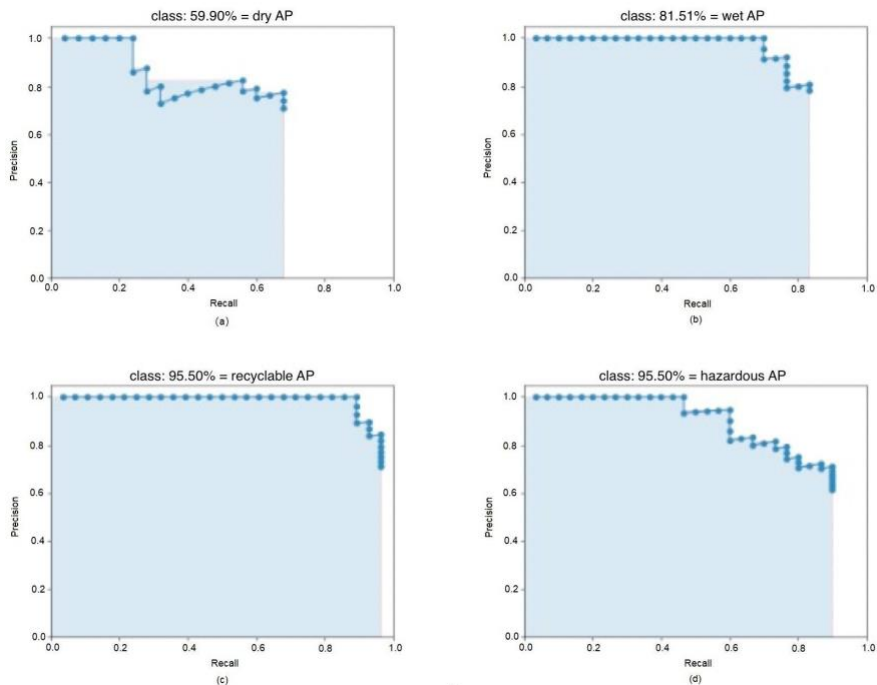 class: 59.90% = dry AP
1.0
0.8
0.6
0.4
0.2
0.0
Precision
0.0 0.2 0.4 0.6 0.8 1.0
Recall
(a)
class: 81.51% = wet AP
1.0
0.8
0.6
0.4
0.2
0.0
Precision
0.0 0.2 0.4 0.6 0.8 1.0
Recall
(b)
class: 95.50% = recyclable AP
1.0
0.8
0.6
0.4
0.2
0.0
Precision
0.0 0.2 0.4 0.6 0.8 1.0
Recall
(c)
class: 95.50% = hazardous AP
1.0
0.8
0.6
0.4
0.2
0.0
Precision
0.0 0.2 0.4 0.6 0.8 1.0
Recall
(d)